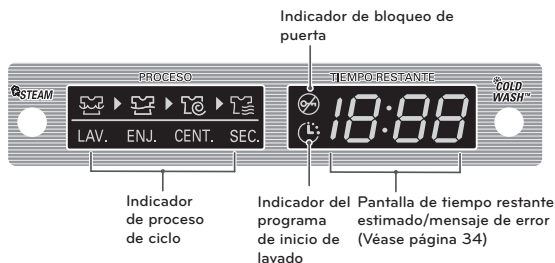 Indicador de bloqueo de
puerta
PROCESO
TIEMPO RESTANTE
STEAM
COLD
WASH™
18:88
LAV. ENJ. CENT. SEC.
Indicador
de proceso
de ciclo
Indicador del
programa
de inicio de
lavado
Pantalla de tiempo restante
estimado/mensaje de error
(Véase página 34)